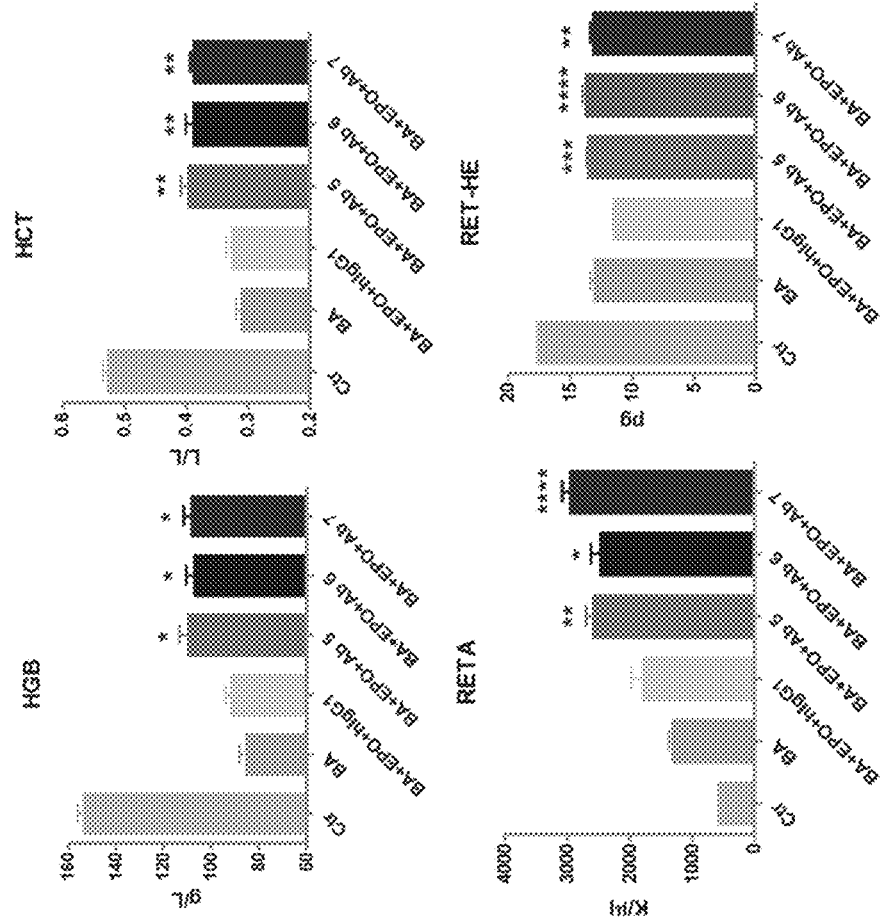 HGB
g/L
160
140
120
100
80
60
*
*
*
Ctr
BA
BA+EPO+hIgG1
BA+EPO+Ab 5
BA+EPO+Ab 6
BA+EPO+Ab 7
HCT
L/L
0.6
0.5
0.4
0.3
0.2
**
**
**
Ctr
BA
BA+EPO+hIgG1
BA+EPO+Ab 5
BA+EPO+Ab 6
BA+EPO+Ab 7
RETA
K/µl
4000
3000
2000
1000
0
**
*
****
Ctr
BA
BA+EPO+hIgG1
BA+EPO+Ab 5
BA+EPO+Ab 6
BA+EPO+Ab 7
RET-HE
pg
20
15
10
5
0
***
****
**
Ctr
BA
BA+EPO+hIgG1
BA+EPO+Ab 5
BA+EPO+Ab 6
BA+EPO+Ab 7